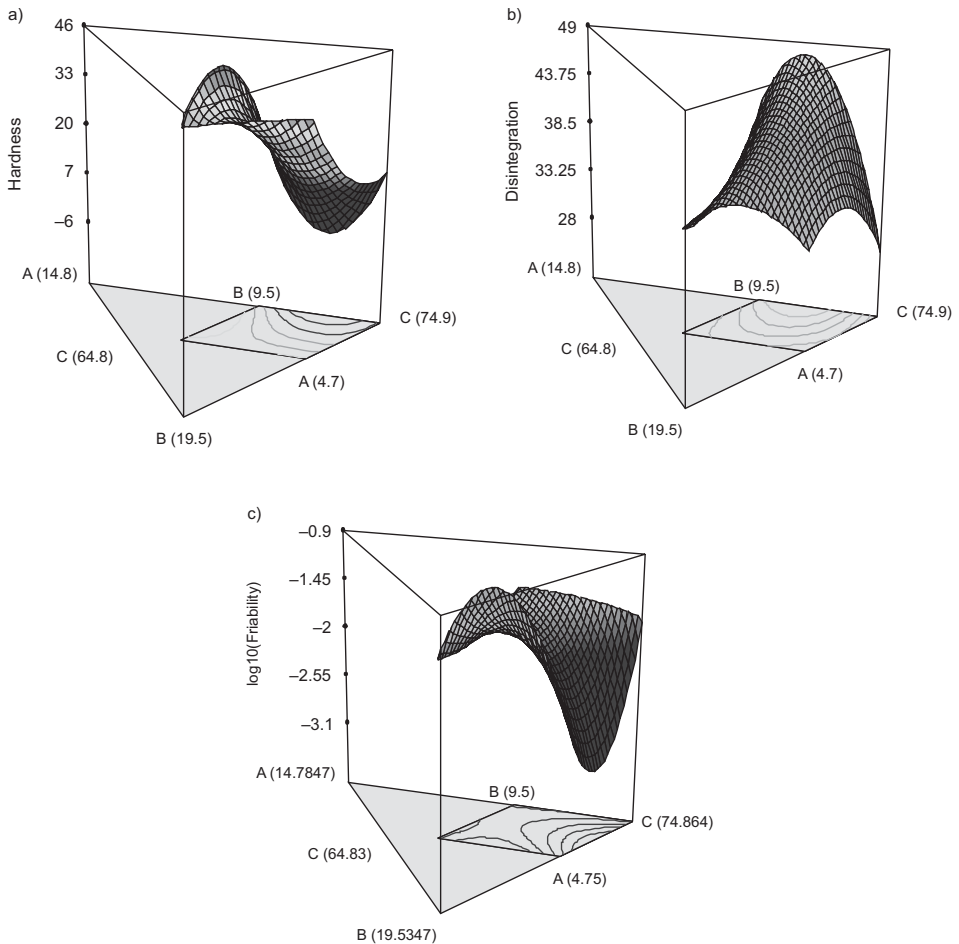 a)
46
33
20
7
–6
Hardness
A (14.8)
B (9.5)
C (74.9)
C (64.8)
A (4.7)
B (19.5)
b)
49
43.75
38.5
33.25
28
Disintegration
A (14.8)
B (9.5)
C (74.9)
C (64.8)
A (4.7)
B (19.5)
c)
–0.9
–1.45
–2
–2.55
–3.1
log10(Friability)
A (14.7847)
B (9.5)
C (74.864)
C (64.83)
A (4.75)
B (19.5347)